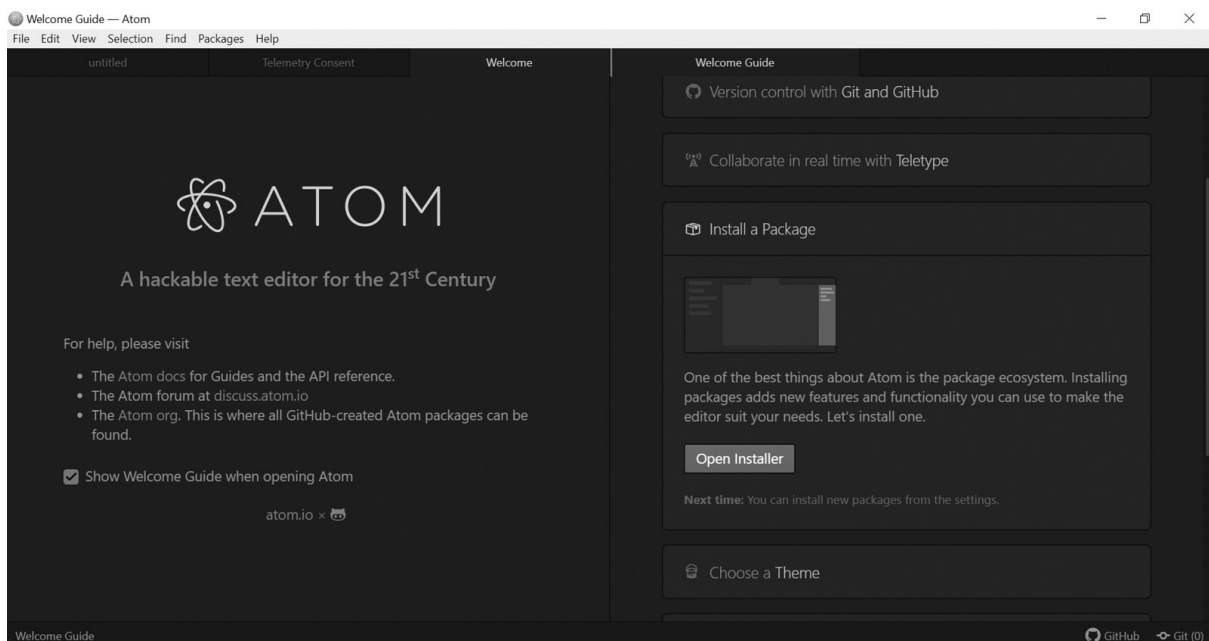 Welcome Guide — Atom
File Edit View Selection Find Packages Help
untitled
Telemetry Consent
Welcome
Welcome Guide
ATOM
A hackable text editor for the 21st Century
For help, please visit
• The Atom docs for Guides and the API reference.
• The Atom forum at discuss.atom.io
• The Atom org. This is where all GitHub-created Atom packages can be
found.
Show Welcome Guide when opening Atom
atom.io ×
Version control with Git and GitHub
Collaborate in real time with Teletype
Install a Package
One of the best things about Atom is the package ecosystem. Installing
packages adds new features and functionality you can use to make the
editor suit your needs. Let's install one.
Open Installer
Next time: You can install new packages from the settings.
Choose a Theme
Welcome Guide
GitHub
Git (0)